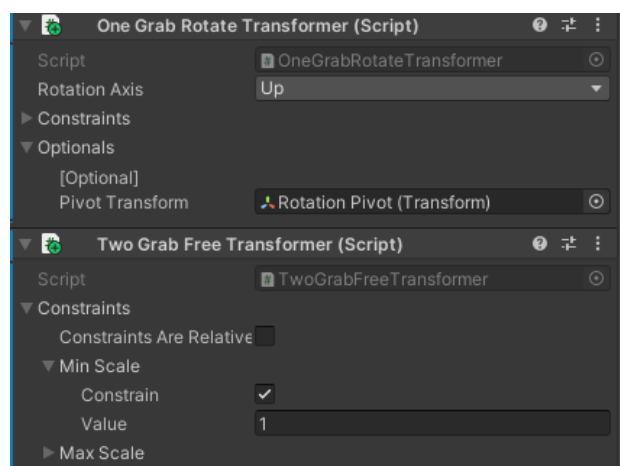 One Grab Rotate Transformer (Script)
Script OneGrabRotateTransformer
Rotation Axis Up
Constraints
Optionals
[Optional]
Pivot Transform Rotation Pivot (Transform)
Two Grab Free Transformer (Script)
Script TwoGrabFreeTransformer
Constraints
Constraints Are Relative
Min Scale
Constrain
Value 1
Max Scale